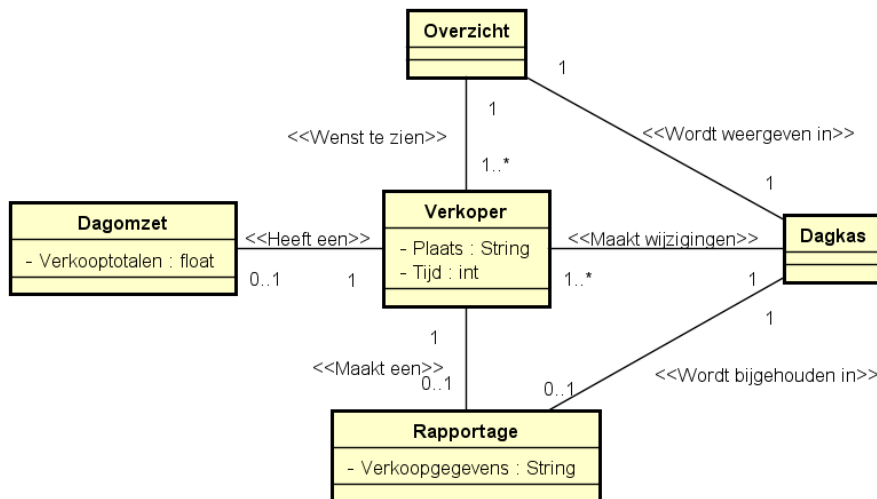 Overzicht
1
1
<<Wenst te zien>>
<<Wordt weergeven in>>
1..*
1
Dagomzet
- Verkooptotalen : float
<<Heeft een>>
0..1
1
Verkoper
- Plaats : String
- Tijd : int
<<Maakt wijzigingen>>
1..*
1
Dagkas
1
1
<<Maakt een>>
0..1
0..1
<<Wordt bijgehouden in>>
Rapportage
- Verkoopgegevens : String